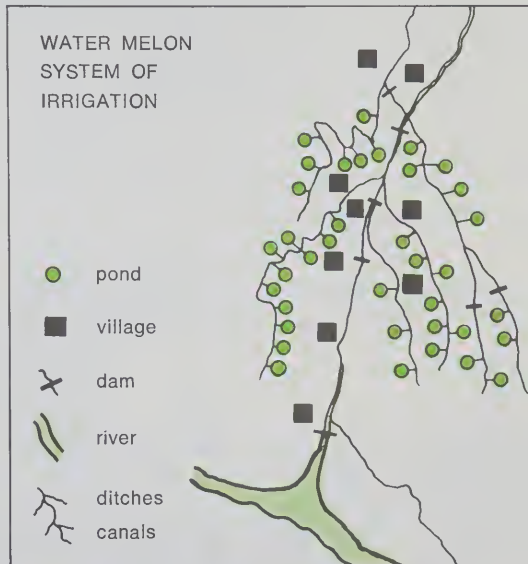 WATER MELON
SYSTEM OF
IRRIGATION
pond
village
dam
river
ditches
canals